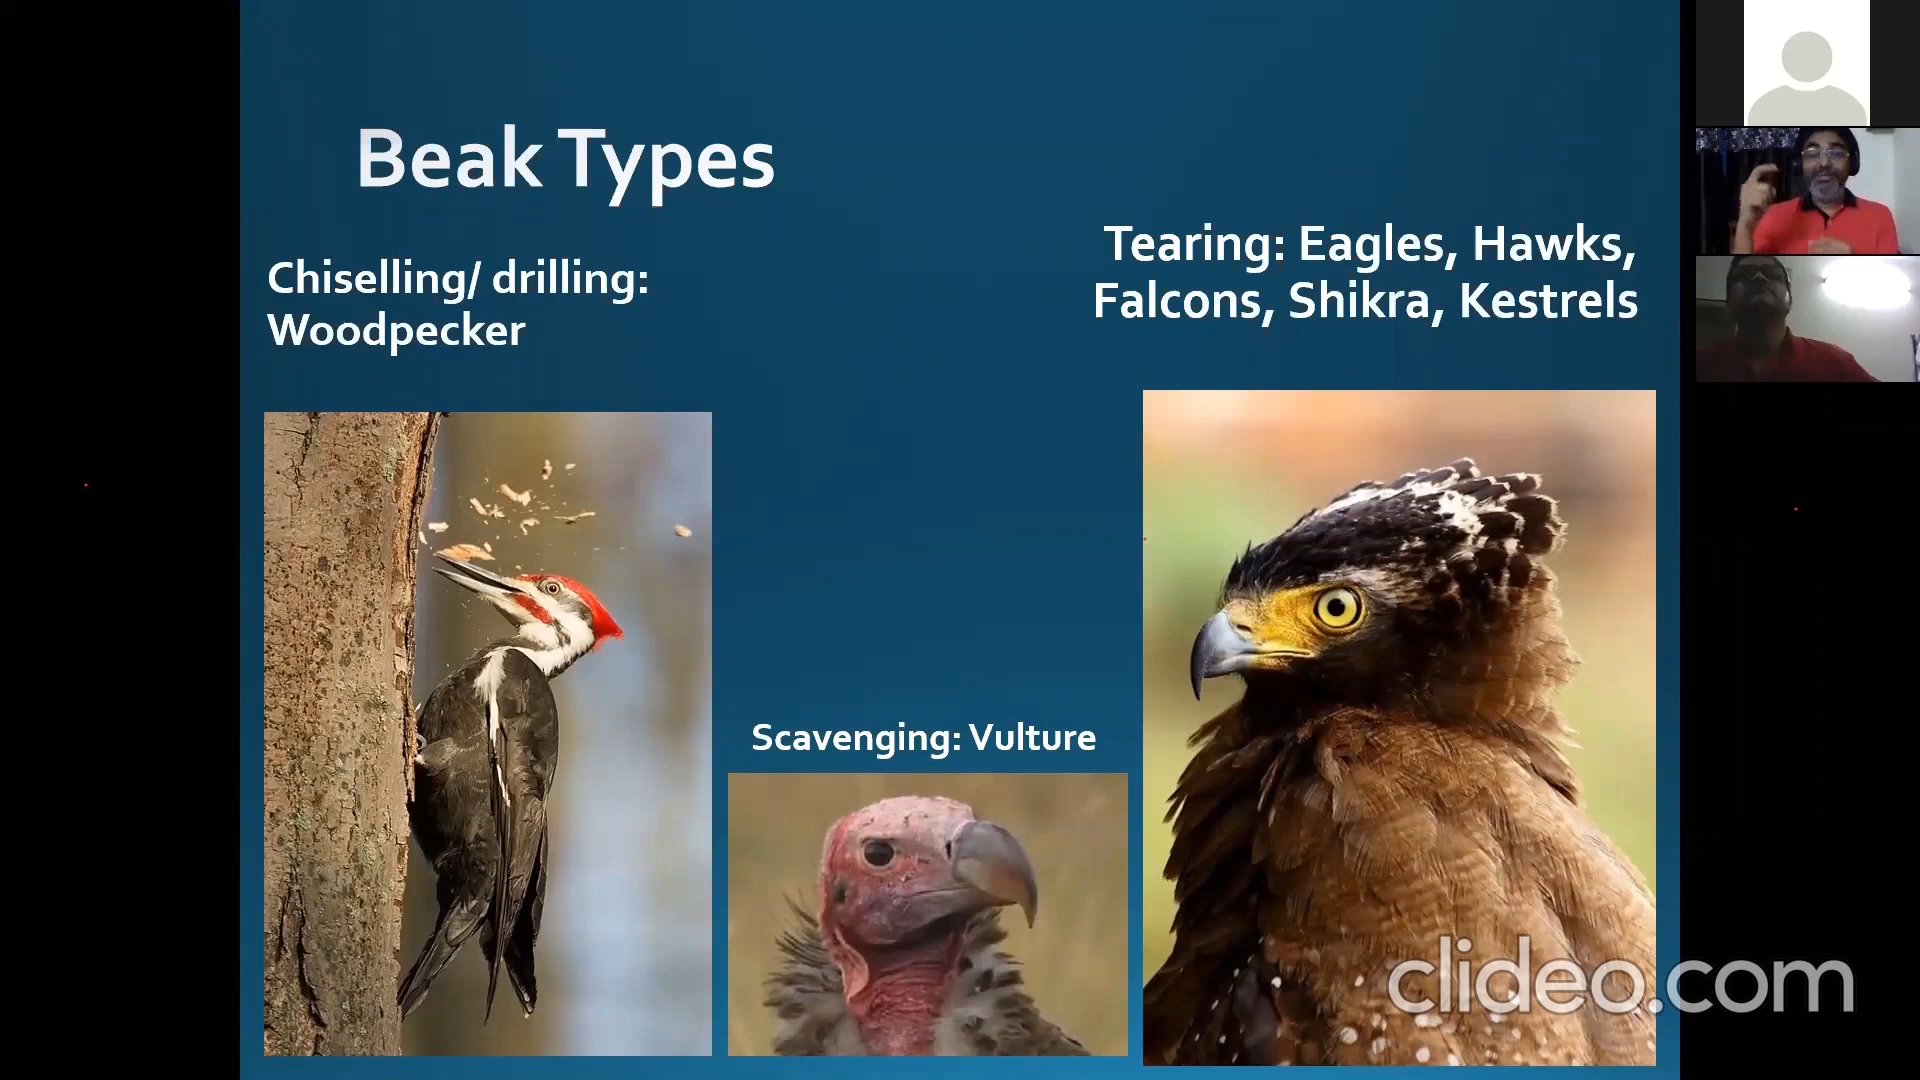 Beak Types
Chiselling/ drilling:
Woodpecker
Tearing: Eagles, Hawks,
Falcons, Shikra, Kestrels
Scavenging: Vulture
clideo.com